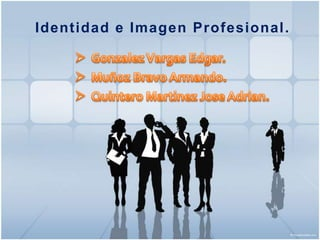 Identidad e Imagen Profesional.
➢ Gonzalez Vargas Edgar.
➢ Muñoz Bravo Armando.
➢ Quintero Martinez Jose Adrian.